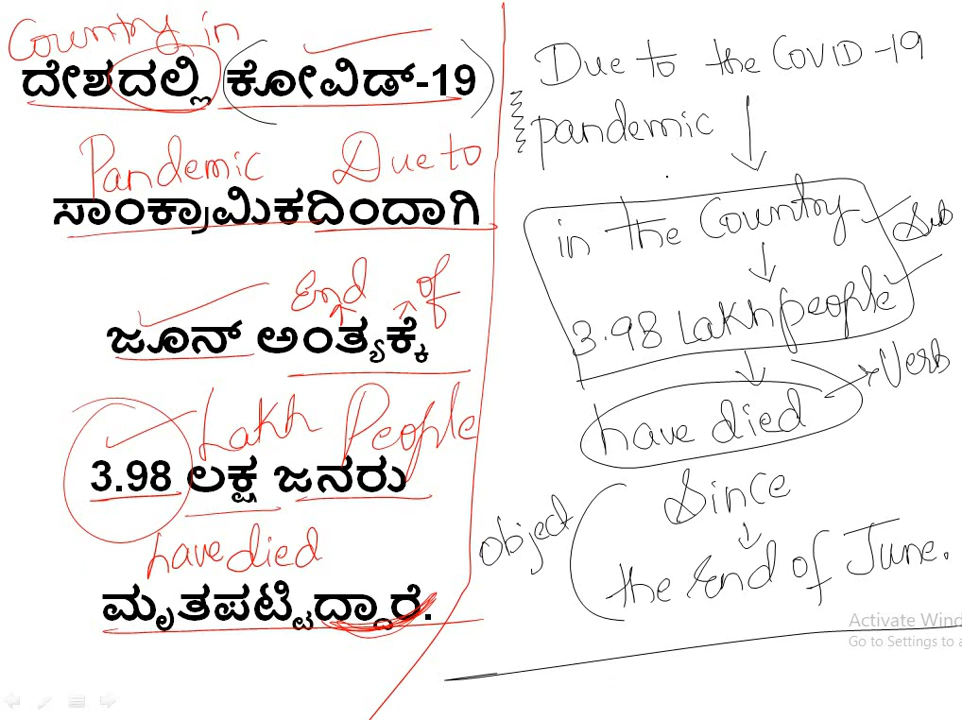 Country in
ದೇಶದಲ್ಲಿ (ಕೋವಿಡ್-19)
Pandemic Due to
ಸಾಂಕ್ರಾಮಿಕದಿಂದಾಗಿ
End of
ಜೂನ್ ಅಂತ್ಯಕ್ಕೆ
Lakh People
3.98 ಲಕ್ಷ ಜನರು
have died
ಮೃತಪಟ್ಟಿದ್ದಾರೆ.
Due to the COVID-19
pandemic
in the Country
Sub
3.98 Lakh people
Verb
have died
Since
object
the End of June.
Activate Wind
Go to Settings to a